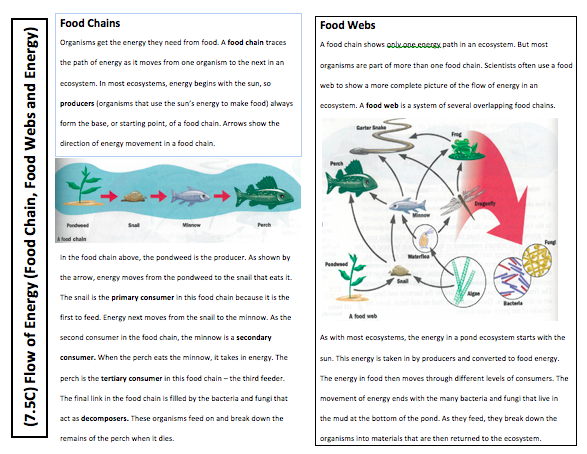 (7.5C) Flow of Energy (Food Chain, Food Webs and Energy)
Food Chains
Organisms get the energy they need from food. A food chain traces
the path of energy as it moves from one organism to the next in an
ecosystem. In most ecosystems, energy begins with the sun, so
producers (organisms that use the sun's energy to make food) always
form the base, or starting point, of a food chain. Arrows show the
direction of energy movement in a food chain.
Pondweed Snail Minnow Perch
A food chain
In the food chain above, the pondweed is the producer. As shown by
the arrow, energy moves from the pondweed to the snail that eats it.
The snail is the primary consumer in this food chain because it is the
first to feed. Energy next moves from the snail to the minnow. As the
second consumer in the food chain, the minnow is a secondary
consumer. When the perch eats the minnow, it takes in energy. The
perch is the tertiary consumer in this food chain – the third feeder.
The final link in the food chain is filled by the bacteria and fungi that
act as decomposers. These organisms feed on and break down the
remains of the perch when it dies.
Food Webs
A food chain shows only one energy path in an ecosystem. But most
organisms are part of more than one food chain. Scientists often use a food
web to show a more complete picture of the flow of energy in an
ecosystem. A food web is a system of several overlapping food chains.
Garter Snake
Frog
Perch
Dragonfly
Minnow
Fungi
Waterflea
Pondweed
Snail
Algae
Bacteria
A food web
As with most ecosystems, the energy in a pond ecosystem starts with the
sun. This energy is taken in by producers and converted to food energy.
The energy in food then moves through different levels of consumers. The
movement of energy ends with the many bacteria and fungi that live in
the mud at the bottom of the pond. As they feed, they break down the
organisms into materials that are then returned to the ecosystem.